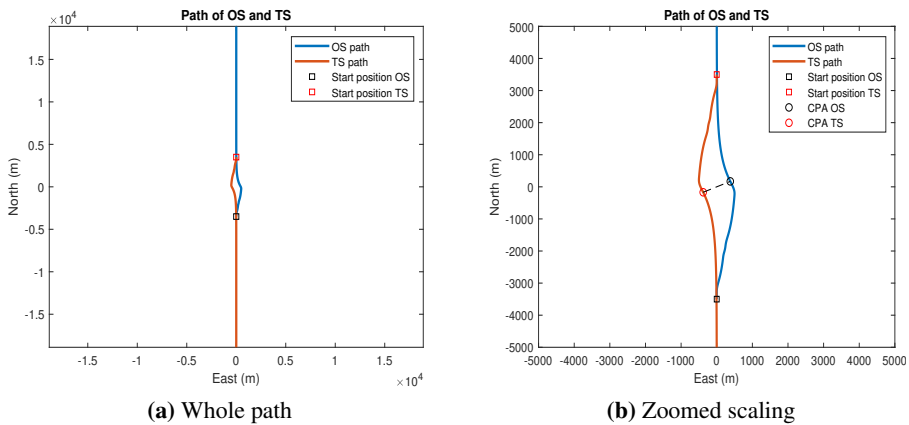 Path of OS and TS
×10⁴
1.5
1
0.5
0
-0.5
-1
-1.5
North (m)
-1.5
-1
-0.5
0
0.5
1
1.5
×10⁴
East (m)
OS path
TS path
Start position OS
Start position TS
(a) Whole path
Path of OS and TS
5000
4000
3000
2000
1000
0
-1000
-2000
-3000
-4000
-5000
North (m)
-5000 -4000 -3000 -2000 -1000 0 1000 2000 3000 4000 5000
East (m)
OS path
TS path
Start position OS
Start position TS
CPA OS
CPA TS
(b) Zoomed scaling